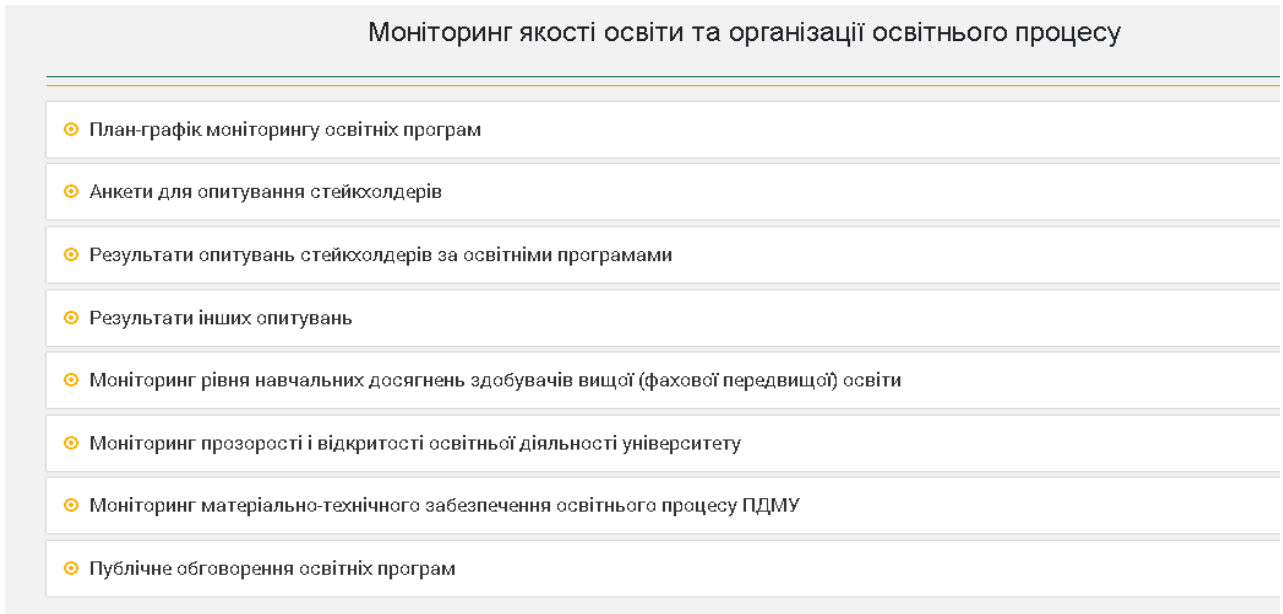 Моніторинг якості освіти та організації освітнього процесу
План-графік моніторингу освітніх програм
Анкети для опитування стейкхолдерів
Результати опитувань стейкхолдерів за освітніми програмами
Результати інших опитувань
Моніторинг рівня навчальних досягнень здобувачів вищої (фахової передвищої) освіти
Моніторинг прозорості і відкритості освітньої діяльності університету
Моніторинг матеріально-технічного забезпечення освітнього процесу ПДМУ
Публічне обговорення освітніх програм